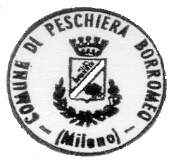 COMUNE DI PESCHIERA BORROMEO
— (Milano) —